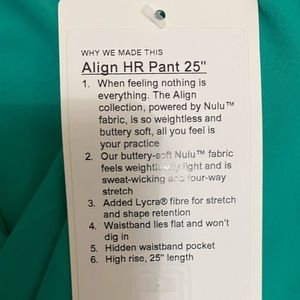 WHY WE MADE THIS
Align HR Pant 25"
1. When feeling nothing is
everything. The Align
collection, powered by Nulu™
fabric, is so weightless and
buttery soft, all you feel is
your practice
2. Our buttery-soft Nulu™ fabric
feels weightlessly light and is
sweat-wicking and four-way
stretch
3. Added Lycra® fibre for stretch
and shape retention
4. Waistband lies flat and won't
dig in
5. Hidden waistband pocket
6. High rise, 25" length